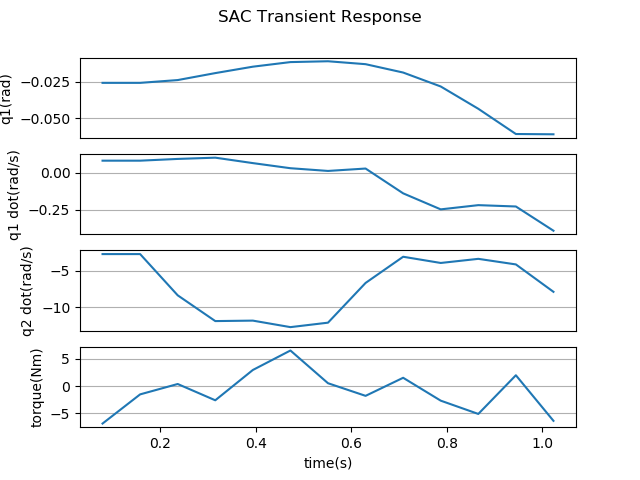 SAC Transient Response
q1(rad)
−0.025
−0.050
q1 dot(rad/s)
0.00
−0.25
q2 dot(rad/s)
−5
−10
torque(Nm)
5
0
−5
0.2 0.4 0.6 0.8 1.0
time(s)